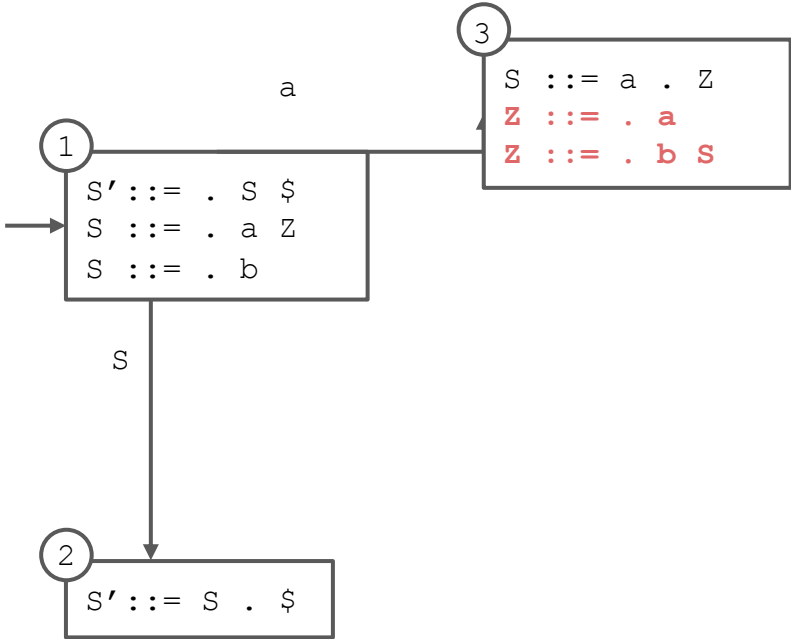 3
S ::= a . Z
Z ::= . a
Z ::= . b S
a
1
S’::= . S $
S ::= . a Z
S ::= . b
S
2
S’::= S . $